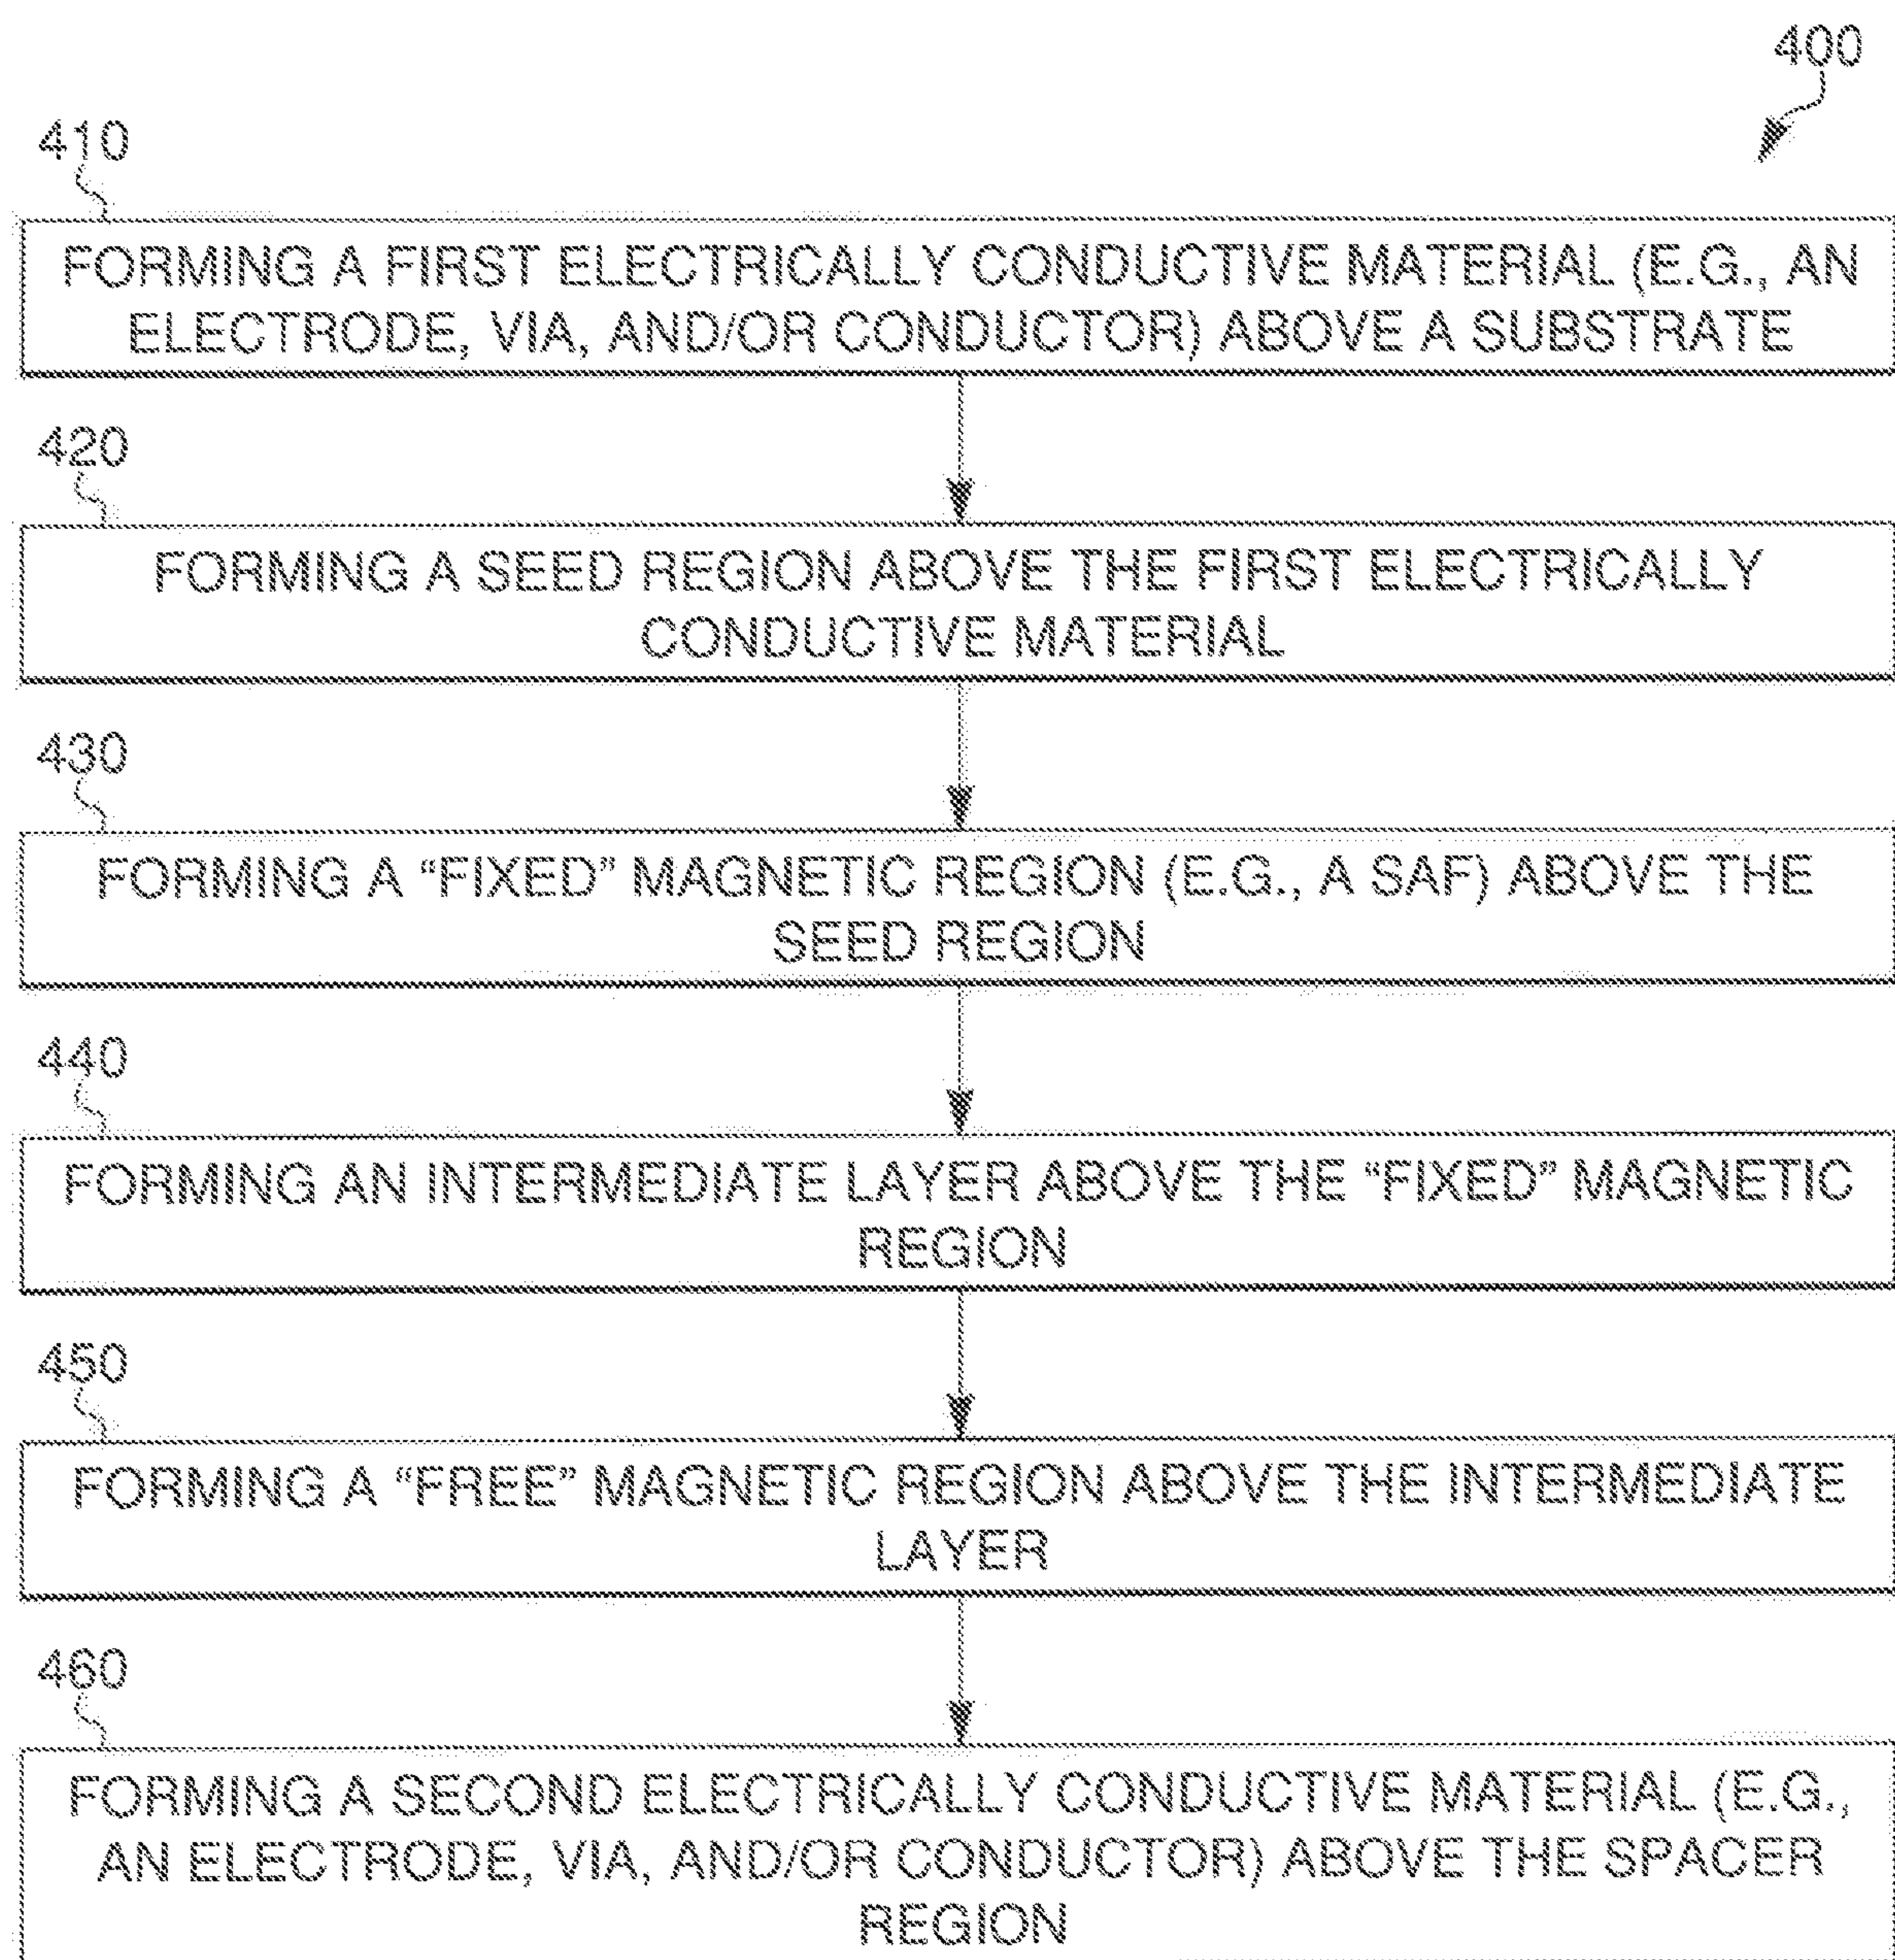 400
410
FORMING A FIRST ELECTRICALLY CONDUCTIVE MATERIAL (E.G., AN
ELECTRODE, VIA, AND/OR CONDUCTOR) ABOVE A SUBSTRATE
420
FORMING A SEED REGION ABOVE THE FIRST ELECTRICALLY
CONDUCTIVE MATERIAL
430
FORMING A “FIXED” MAGNETIC REGION (E.G., A SAF) ABOVE THE
SEED REGION
440
FORMING AN INTERMEDIATE LAYER ABOVE THE “FIXED” MAGNETIC
REGION
450
FORMING A “FREE” MAGNETIC REGION ABOVE THE INTERMEDIATE
LAYER
460
FORMING A SECOND ELECTRICALLY CONDUCTIVE MATERIAL (E.G.,
AN ELECTRODE, VIA, AND/OR CONDUCTOR) ABOVE THE SPACER
REGION